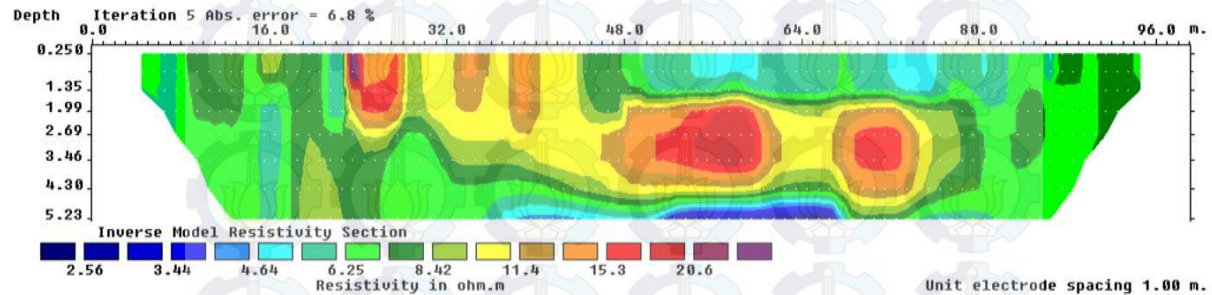 Depth Iteration 5 Abs. error = 6.8 %
0.0 16.0 32.0 48.0 64.0 80.0 96.0 m.
0.250
1.35
1.99
2.69
3.46
4.30
5.23
Inverse Model Resistivity Section
2.56 3.44 4.64 6.25 8.42 11.4 15.3 20.6
Resistivity in ohm.m Unit electrode spacing 1.00 m.